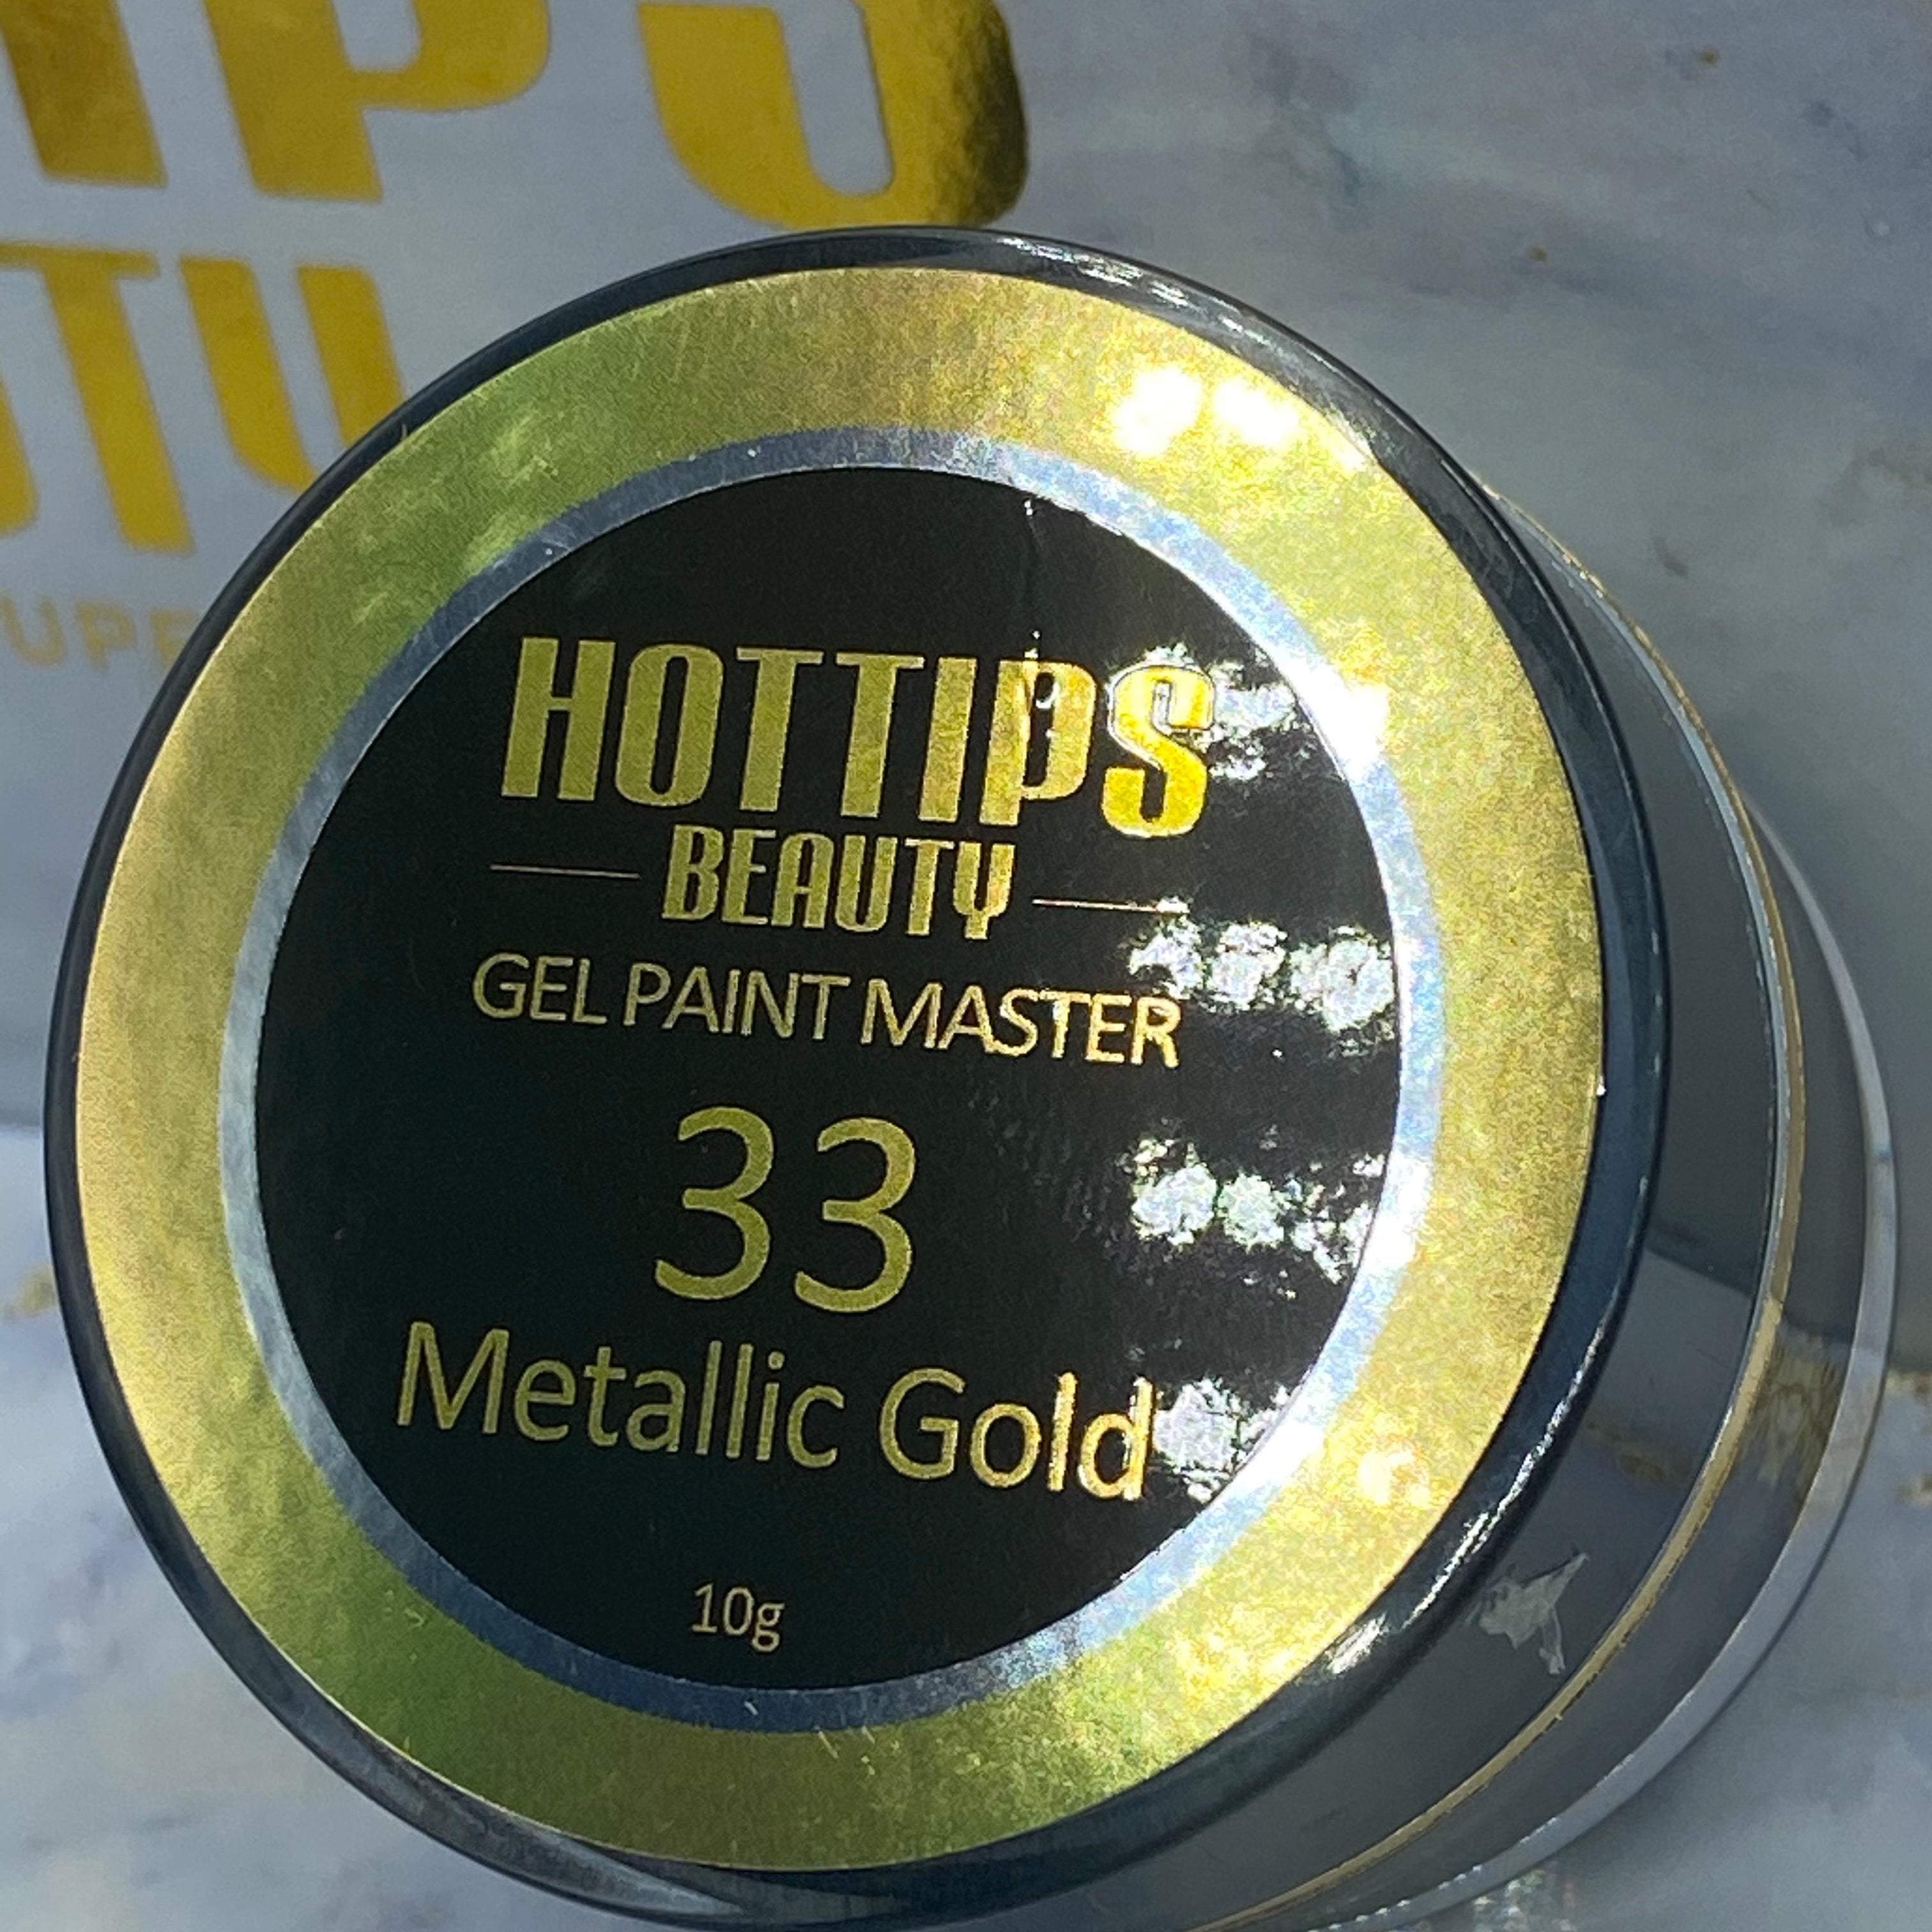 HOTTIPS
BEAUTY
GEL PAINT MASTER
33
Metallic Gold
10g